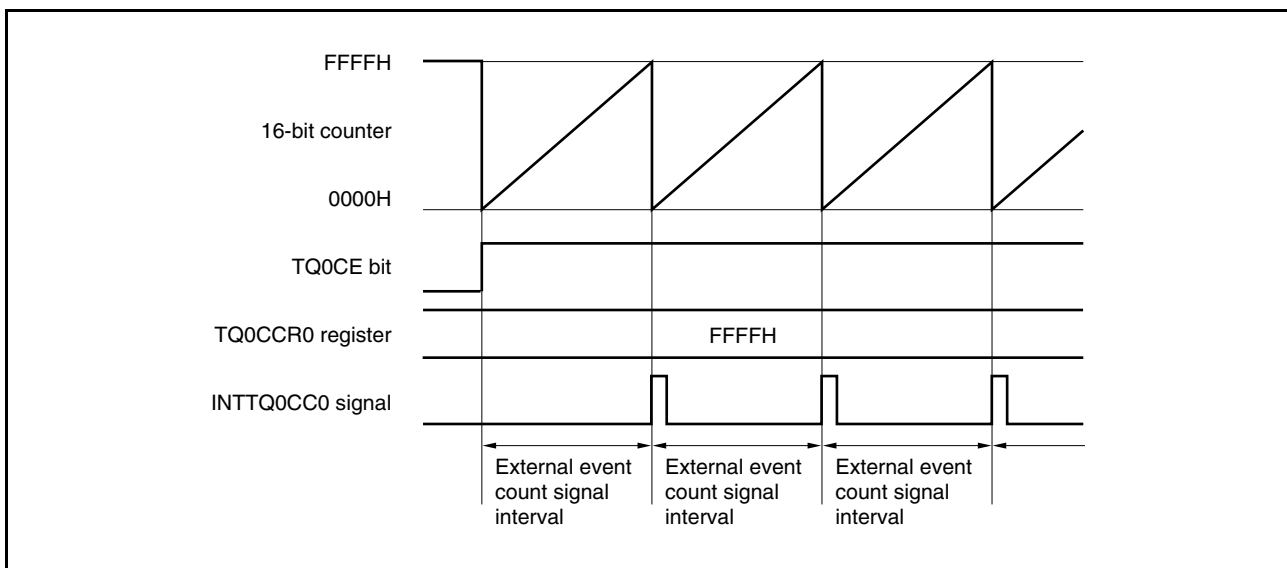 FFFFH
16-bit counter
0000H
TQ0CE bit
TQ0CCR0 register
FFFFH
INTTQ0CC0 signal
External event
count signal
interval
External event
count signal
interval
External event
count signal
interval